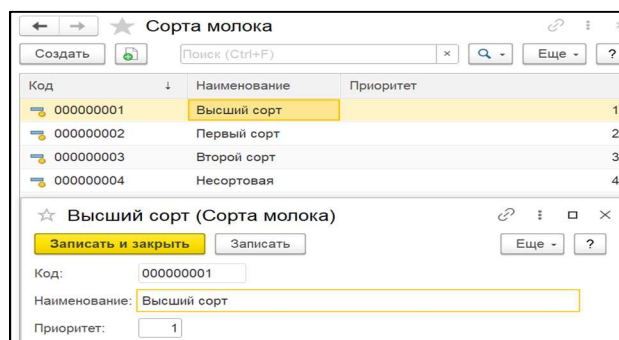 Сорта молока
Создать Поиск (Ctrl+F) × Еще ?
Код ↓ Наименование Приоритет
000000001 Высший сорт 1
000000002 Первый сорт 2
000000003 Второй сорт 3
000000004 Несортовая 4
Высший сорт (Сорта молока)
Записать и закрыть Записать Еще ?
Код: 000000001
Наименование: Высший сорт
Приоритет: 1